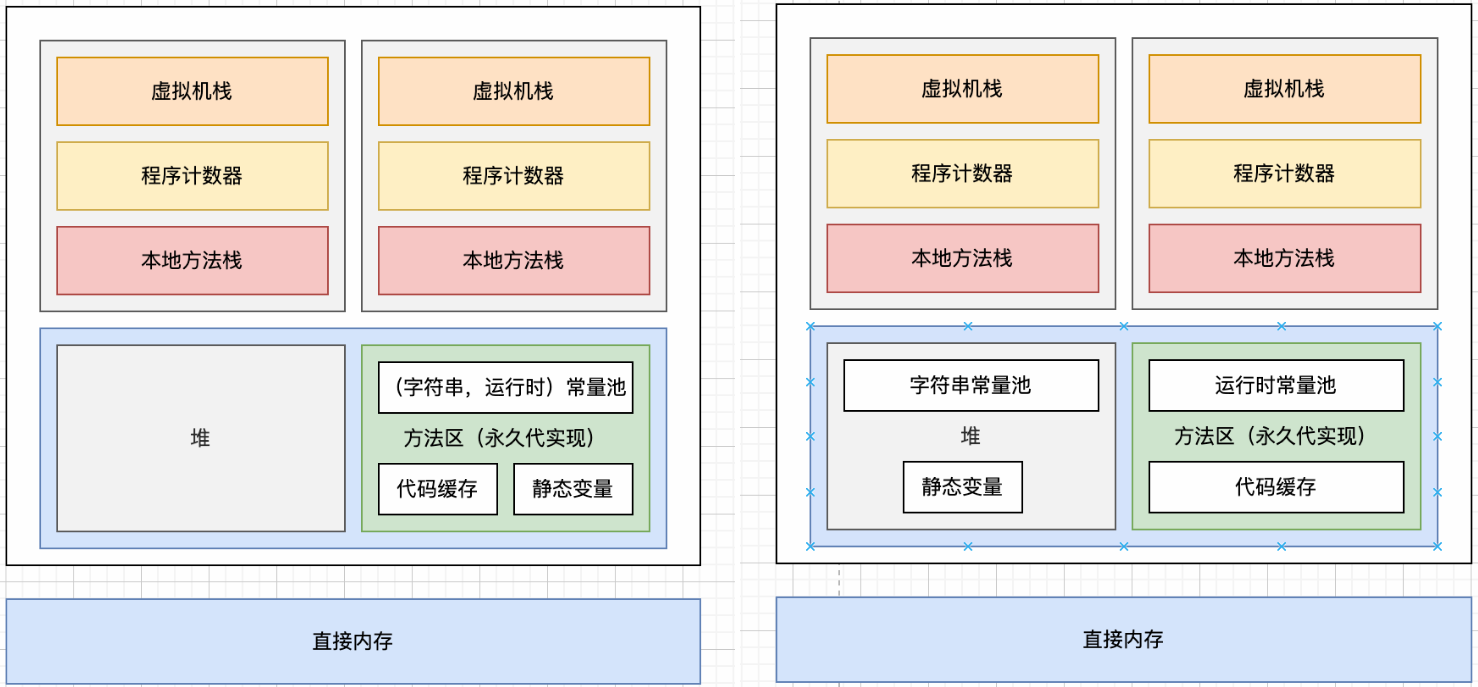 虚拟机栈
虚拟机栈
程序计数器
程序计数器
本地方法栈
本地方法栈
（字符串，运行时）常量池
堆
方法区（永久代实现）
代码缓存
静态变量
直接内存
虚拟机栈
虚拟机栈
程序计数器
程序计数器
本地方法栈
本地方法栈
字符串常量池
堆
静态变量
运行时常量池
方法区（永久代实现）
代码缓存
直接内存